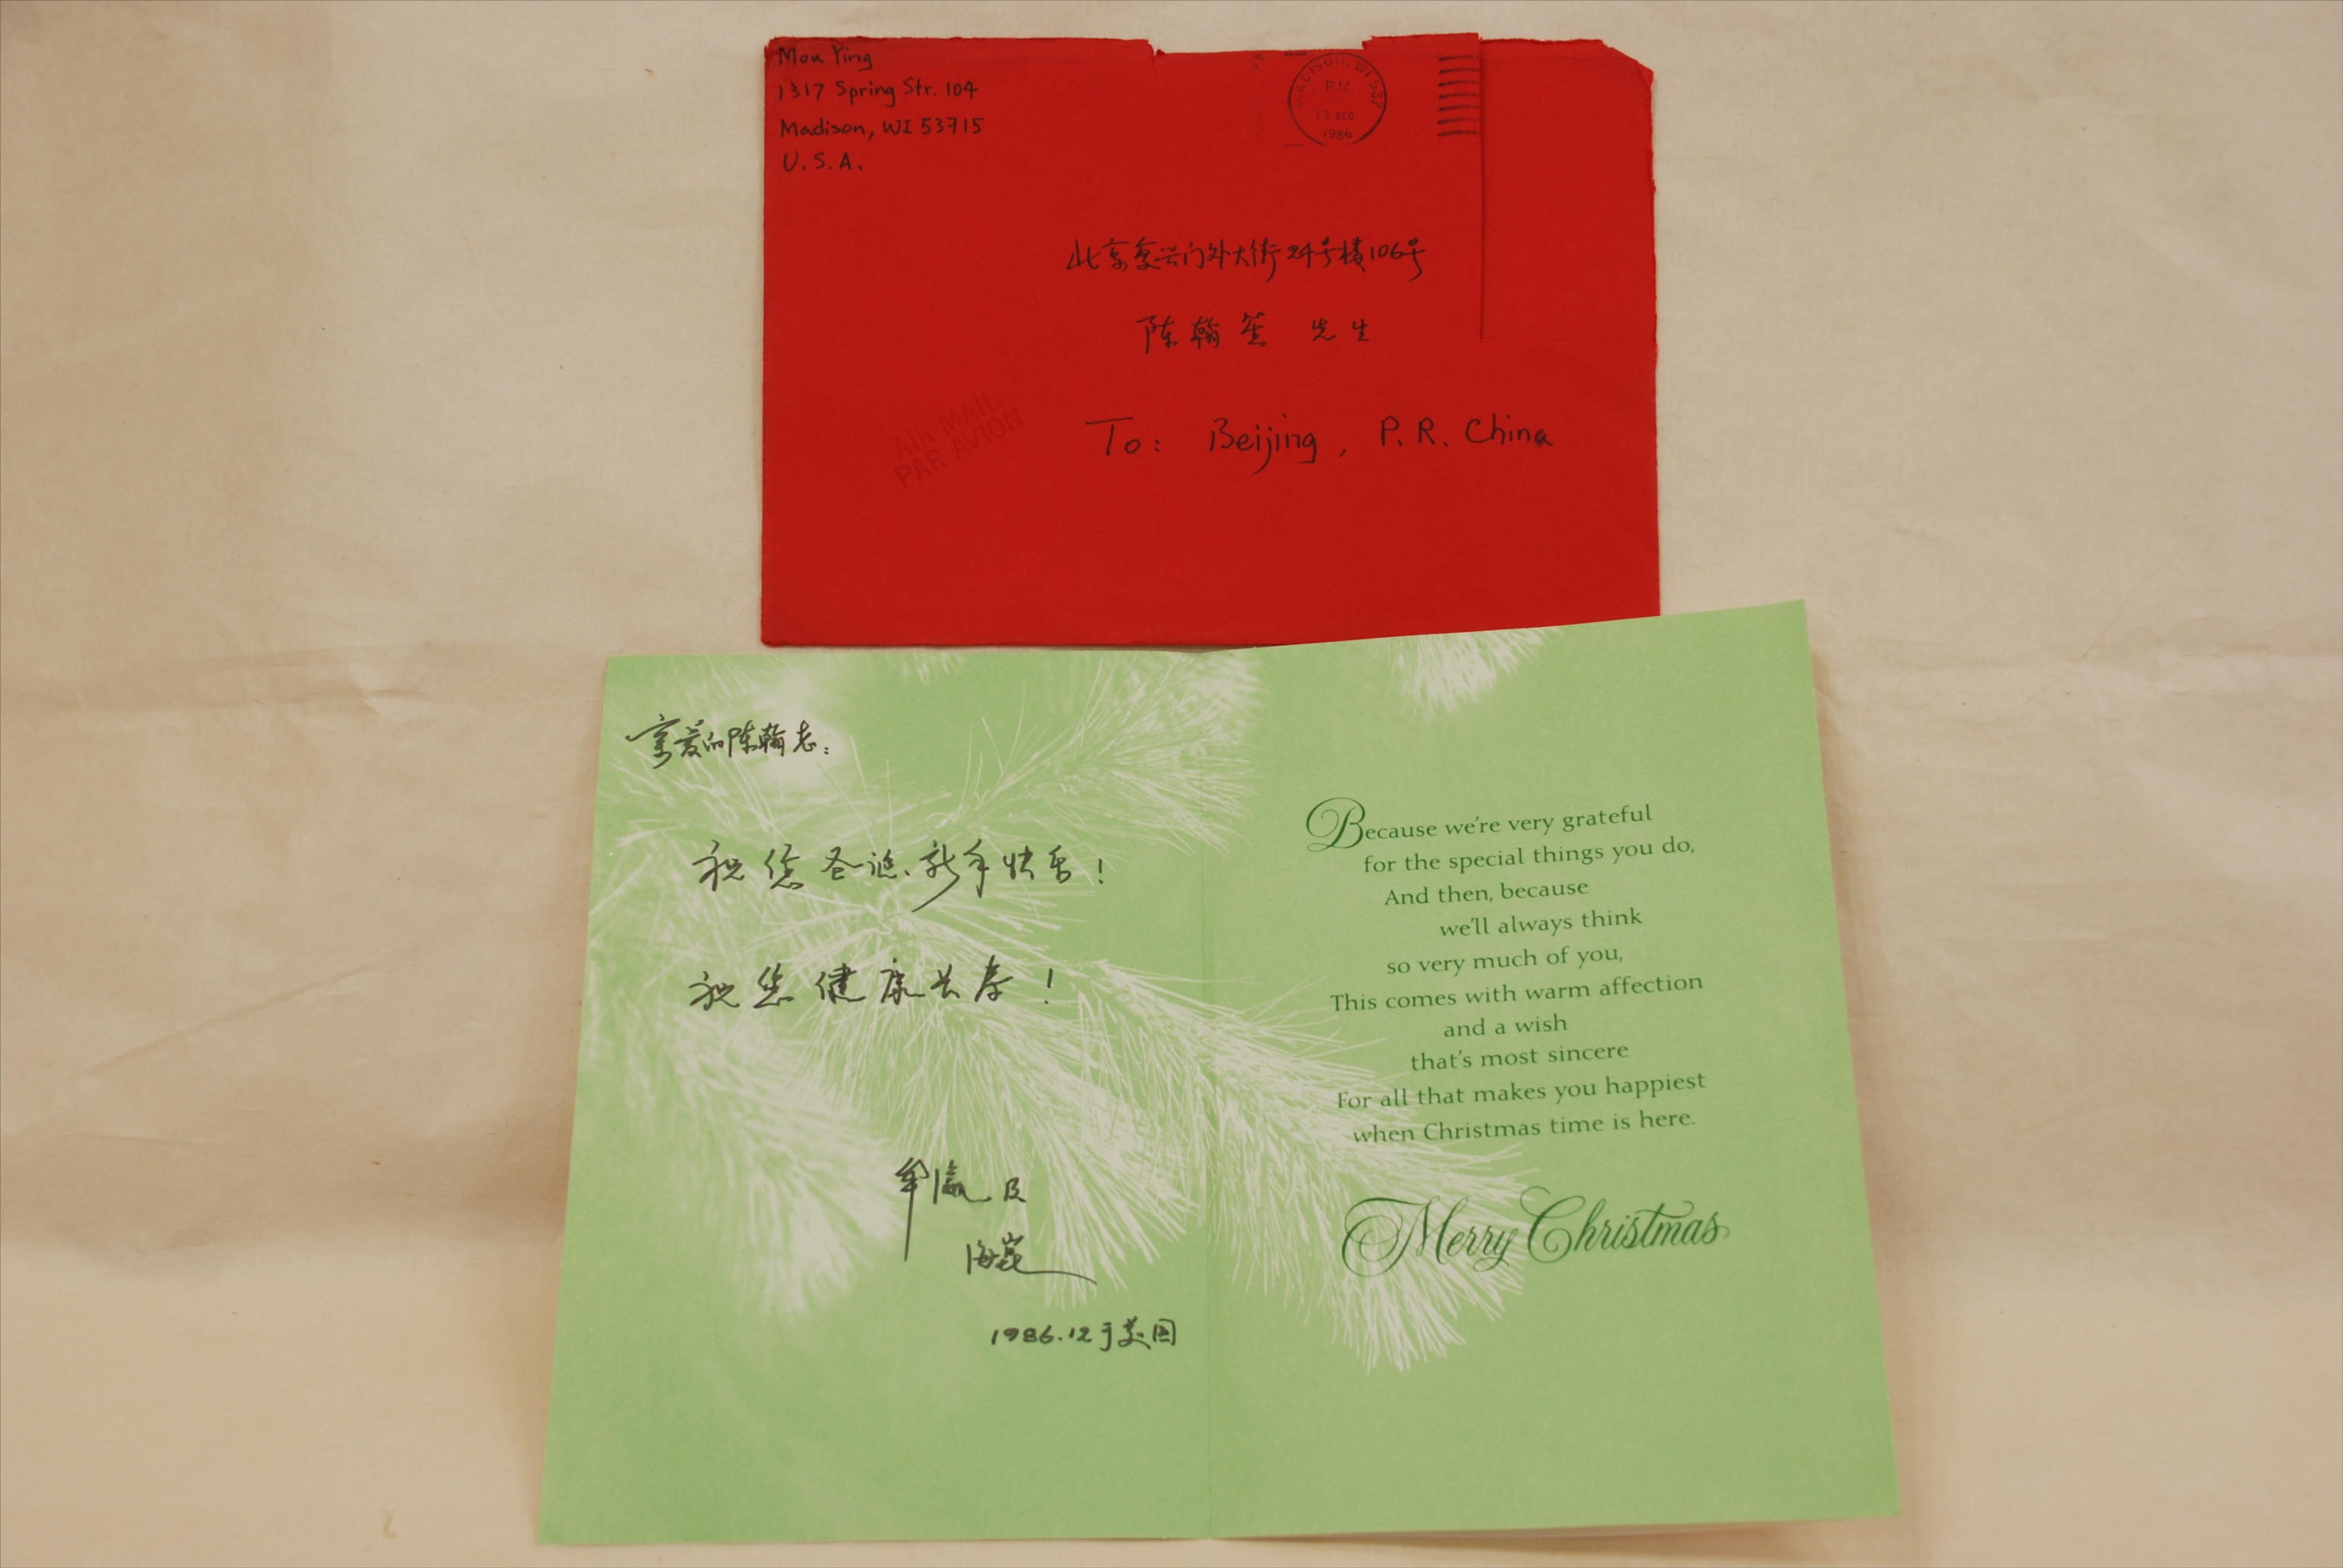 Mou Ying
1317 Spring Str. 104
Madison, WI 53715
U.S.A.
MADISON, WI 537
PM
DEC
1986
北京复兴门外大街24号楼106号
陈翰笙 先生
AIR MAIL
PAR AVION
To: Beijing, P.R. China
亲爱的陈翰老:
祝您圣诞、新年快乐!
祝您健康长寿!
牟瀛及
海崑
1986.12于美国
Because we're very grateful
for the special things you do,
And then, because
we'll always think
so very much of you,
This comes with warm affection
and a wish
that's most sincere
For all that makes you happiest
when Christmas time is here.
Merry Christmas